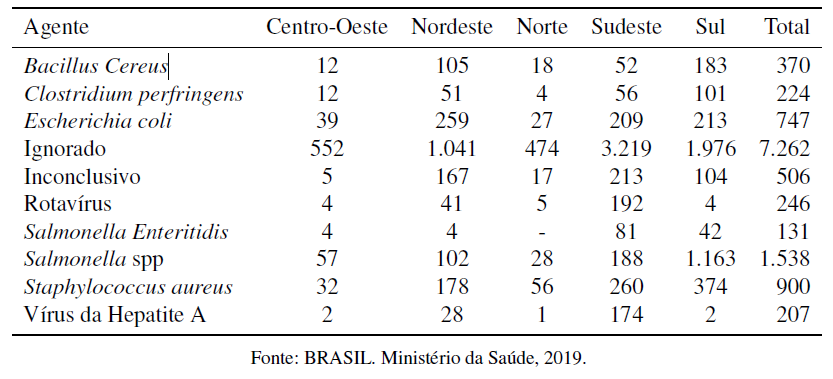 Agente Centro-Oeste Nordeste Norte Sudeste Sul Total
Bacillus Cereus 12 105 18 52 183 370
Clostridium perfringens 12 51 4 56 101 224
Escherichia coli 39 259 27 209 213 747
Ignorado 552 1.041 474 3.219 1.976 7.262
Inconclusivo 5 167 17 213 104 506
Rotavírus 4 41 5 192 4 246
Salmonella Enteritidis 4 4 - 81 42 131
Salmonella spp 57 102 28 188 1.163 1.538
Staphylococcus aureus 32 178 56 260 374 900
Vírus da Hepatite A 2 28 1 174 2 207
Fonte: BRASIL. Ministério da Saúde, 2019.